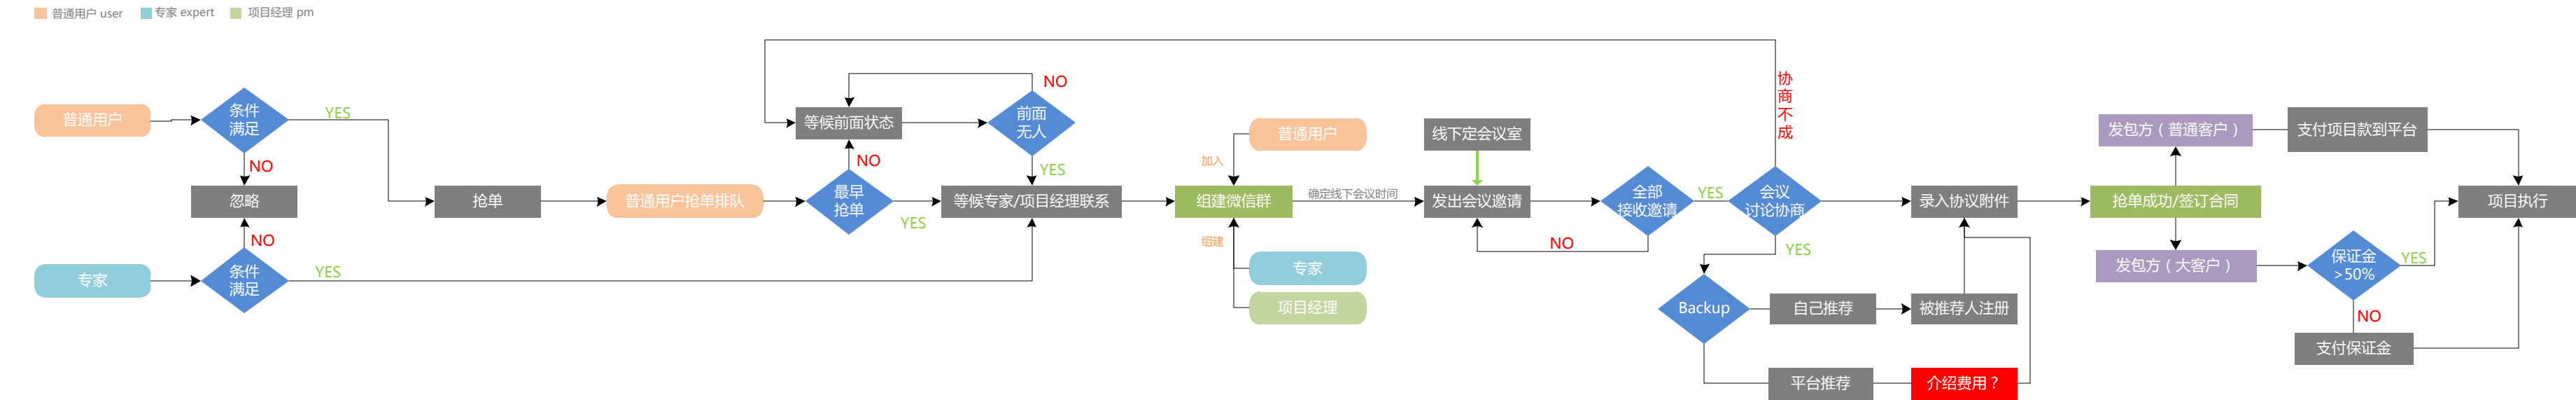 普通用户 user
专家 expert
项目经理 pm
普通用户
条件
满足
YES
NO
忽略
NO
专家
条件
满足
YES
抢单
普通用户抢单排队
最早
抢单
NO
YES
等候前面状态
前面
无人
NO
YES
等候专家/项目经理联系
普通用户
加入
组建微信群
组建
专家
项目经理
确定线下会议时间
线下定会议室
发出会议邀请
全部
接收邀请
NO
YES
会议
讨论协商
协
商
不
成
YES
Backup
自己推荐
被推荐人注册
平台推荐
介绍费用？
录入协议附件
抢单成功/签订合同
发包方（普通客户）
支付项目款到平台
发包方（大客户）
保证金
>50%
YES
NO
支付保证金
项目执行